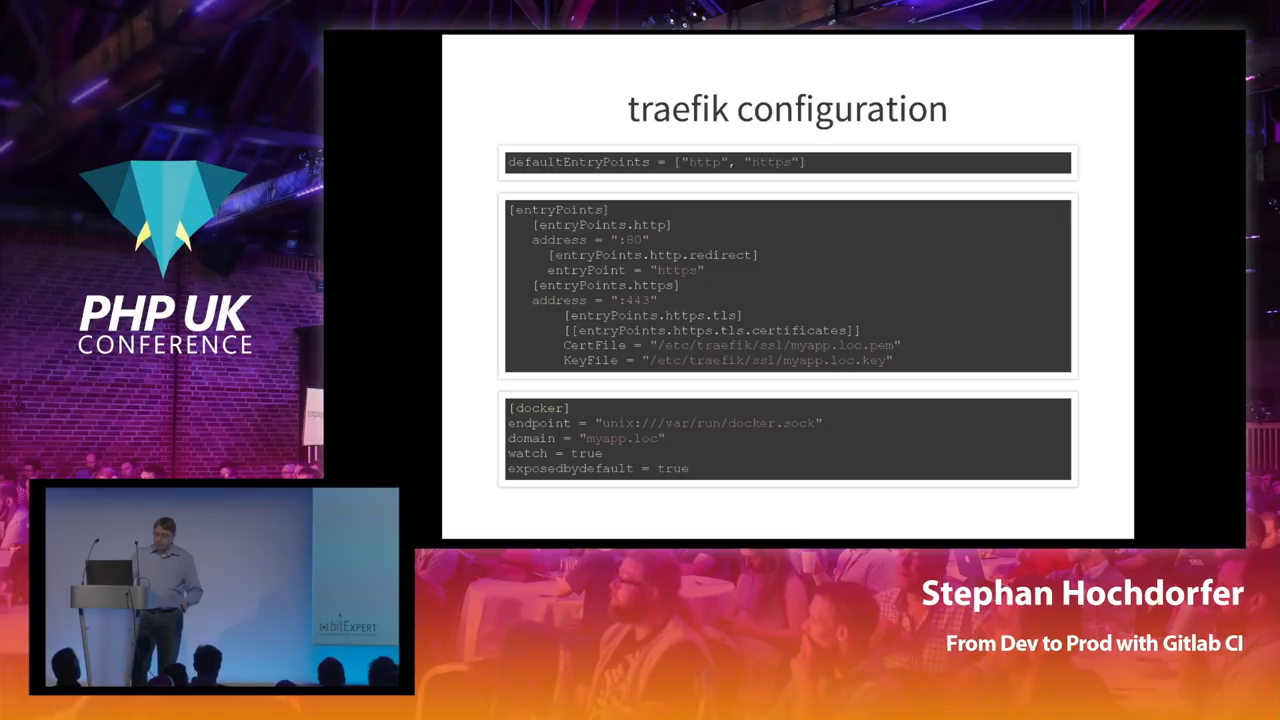 traefik configuration
defaultEntryPoints = ["http", "https"]
[entryPoints]
[entryPoints.http]
address = ":80"
[entryPoints.http.redirect]
entryPoint = "https"
[entryPoints.https]
address = ":443"
[entryPoints.https.tls]
[[entryPoints.https.tls.certificates]]
CertFile = "/etc/traefik/ssl/myapp.loc.pem"
KeyFile = "/etc/traefik/ssl/myapp.loc.key"
[docker]
endpoint = "unix:///var/run/docker.sock"
domain = "myapp.loc"
watch = true
exposedbydefault = true
PHP UK
CONFERENCE
bitExpert
Stephan Hochdorfer
From Dev to Prod with Gitlab CI